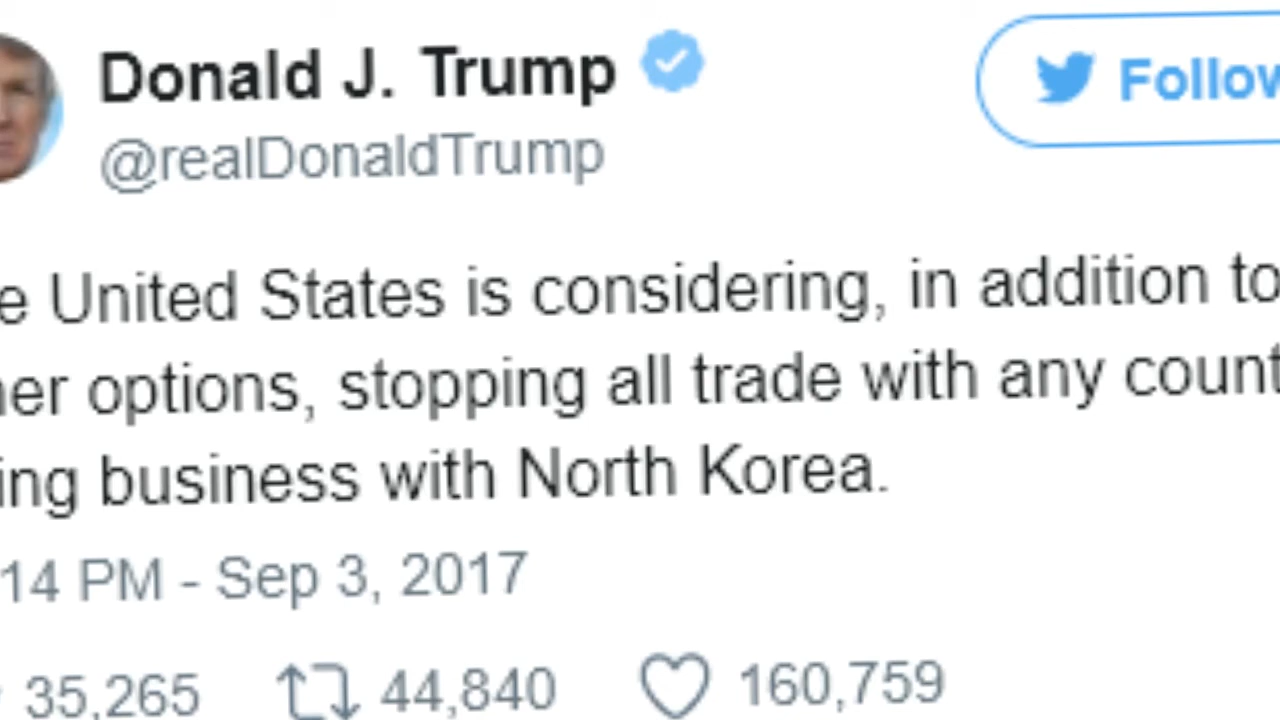 Donald J. Trump
Follow
@realDonaldTrump
e United States is considering, in addition to
er options, stopping all trade with any count
ing business with North Korea.
14 PM - Sep 3, 2017
35,265 44,840 160,759